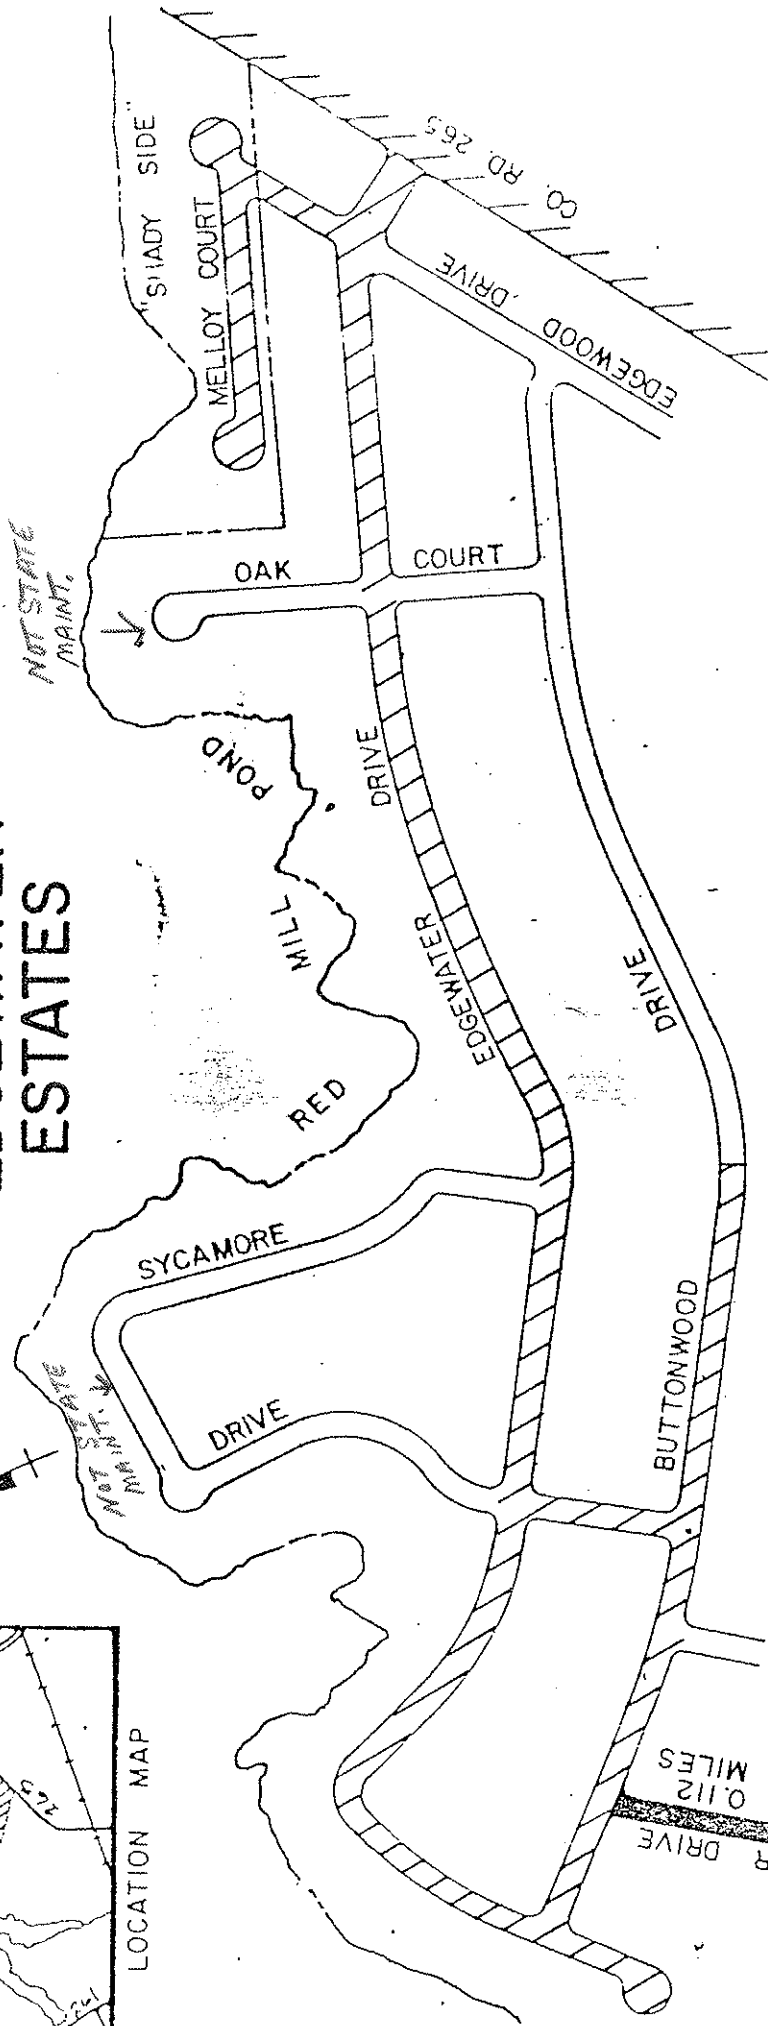 ESTATES
"SHADY SIDE"
MELLOY COURT
CO. RD. 265
EDGEWOOD DRIVE
NOT STATE
MAINT.
OAK COURT
RED MILL POND
EDGEWATER DRIVE
SYCAMORE DRIVE
NOT STATE
MAINT.
BUTTONWOOD DRIVE
0.112
MILES
R DRIVE
LOCATION MAP
265